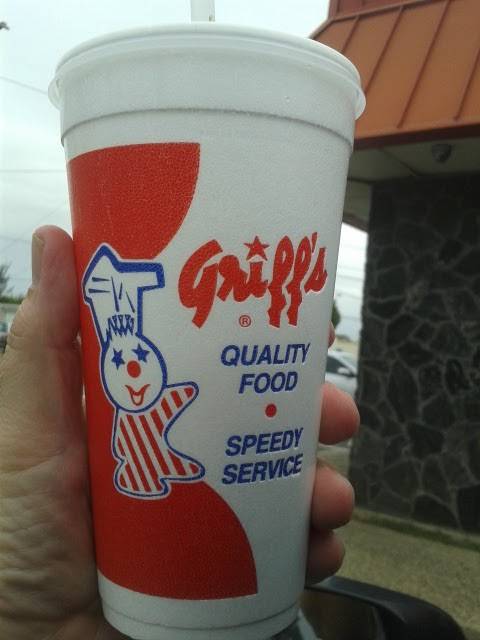 Griff's
®
QUALITY
FOOD
•
SPEEDY
SERVICE